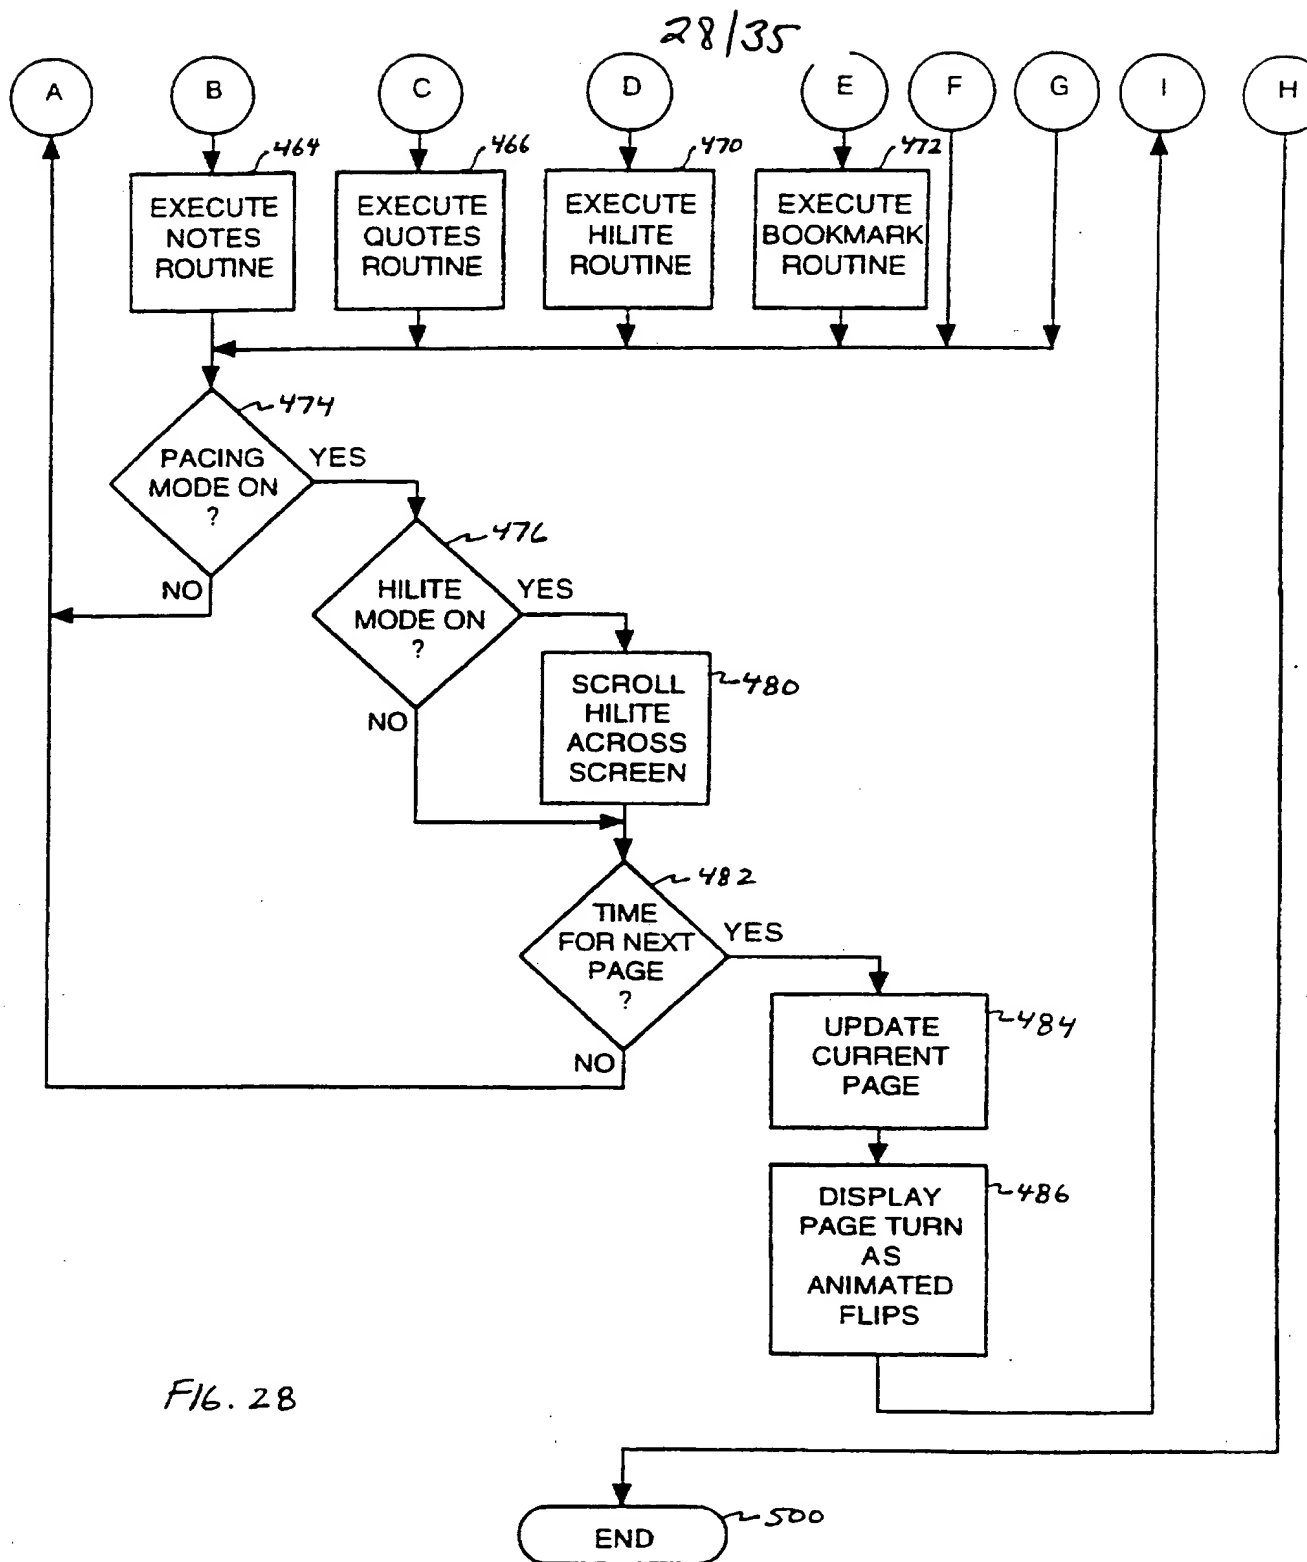 28/35
A B C D E F G I H
464 466 470 472
EXECUTE
NOTES
ROUTINE
EXECUTE
QUOTES
ROUTINE
EXECUTE
HILITE
ROUTINE
EXECUTE
BOOKMARK
ROUTINE
474
PACING
MODE ON
?
YES
NO
476
HILITE
MODE ON
?
YES
NO
480
SCROLL
HILITE
ACROSS
SCREEN
482
TIME
FOR NEXT
PAGE
?
YES
NO
484
UPDATE
CURRENT
PAGE
486
DISPLAY
PAGE TURN
AS
ANIMATED
FLIPS
FIG. 28
500
END